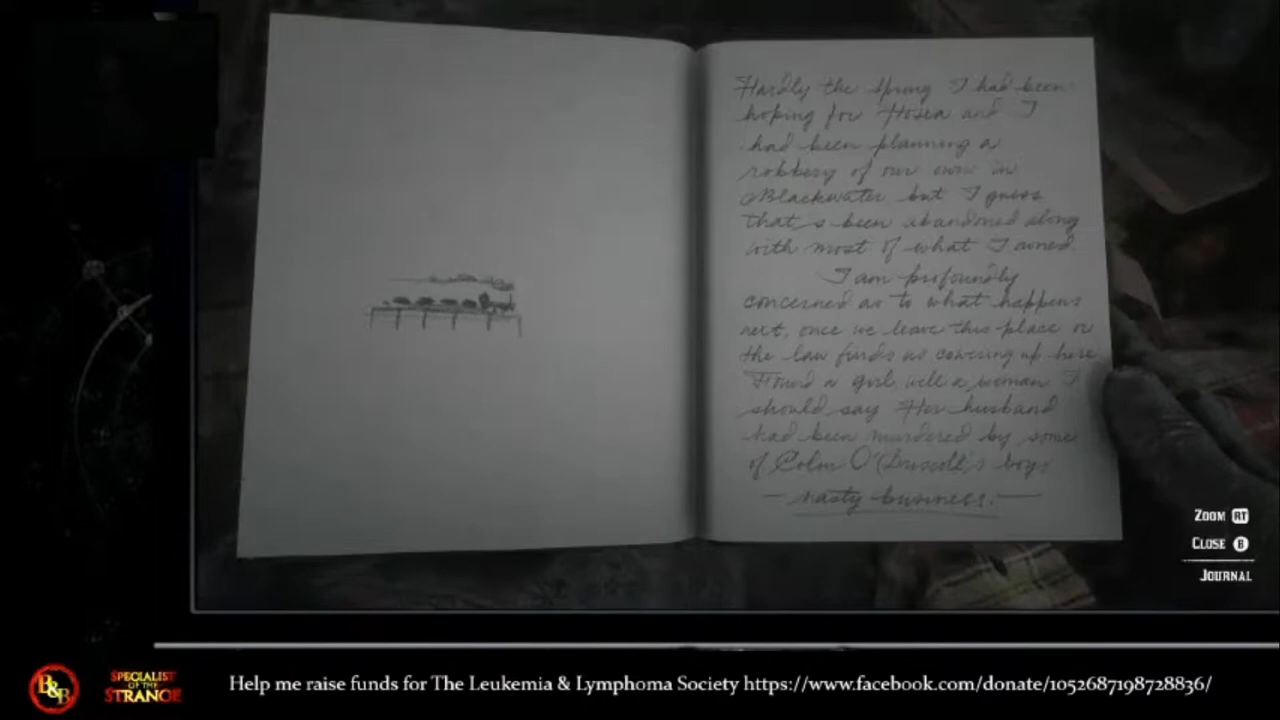 Hardly the spring I had been
hoping for Hosea and I
had been planning a
robbery of our own in
Blackwater but I guess
that s been abandoned along
with most of what I owned.
I am profoundly
concerned as to what happens
next, once we leave this place or
the law finds us cowering up here
Found a girl, well a woman I
should say Her husband
had been murdered by some
of Colm O'Driscoll's boys
- nasty business. -
ZOOM RT
CLOSE B
JOURNAL
B&B
SPECIALIST
OF THE
STRANGE
Help me raise funds for The Leukemia & Lymphoma Society https://www.facebook.com/donate/1052687198728836/